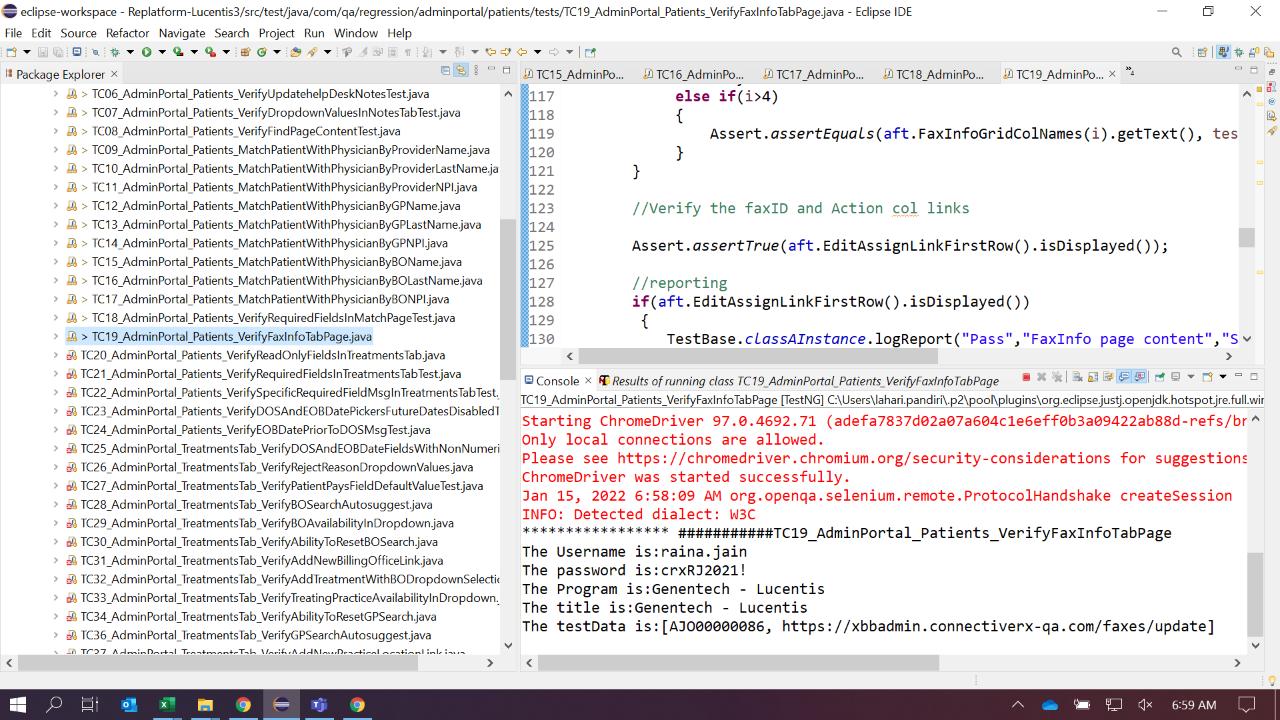 eclipse-workspace - Replatform-Lucentis3/src/test/java/com/qa/regression/adminportal/patients/tests/TC19_AdminPortal_Patients_VerifyFaxInfoTabPage.java - Eclipse IDE
File Edit Source Refactor Navigate Search Project Run Window Help
Package Explorer
> TC06_AdminPortal_Patients_VerifyUpdatehelpDeskNotesTest.java
> TC07_AdminPortal_Patients_VerifyDropdownValuesInNotesTabTest.java
> TC08_AdminPortal_Patients_VerifyFindPageContentTest.java
> TC09_AdminPortal_Patients_MatchPatientWithPhysicianByProviderName.java
> TC10_AdminPortal_Patients_MatchPatientWithPhysicianByProviderLastName.ja
> TC11_AdminPortal_Patients_MatchPatientWithPhysicianByProviderNPI.java
> TC12_AdminPortal_Patients_MatchPatientWithPhysicianByGPName.java
> TC13_AdminPortal_Patients_MatchPatientWithPhysicianByGPLastName.java
> TC14_AdminPortal_Patients_MatchPatientWithPhysicianByGPNPI.java
> TC15_AdminPortal_Patients_MatchPatientWithPhysicianByBOName.java
> TC16_AdminPortal_Patients_MatchPatientWithPhysicianByBOLastName.java
> TC17_AdminPortal_Patients_MatchPatientWithPhysicianByBONPI.java
> TC18_AdminPortal_Patients_VerifyRequiredFieldsInMatchPageTest.java
> TC19_AdminPortal_Patients_VerifyFaxInfoTabPage.java
TC20_AdminPortal_Patients_VerifyReadOnlyFieldsInTreatmentsTab.java
TC21_AdminPortal_Patients_VerifyRequiredFieldsInTreatmentsTabTest.java
TC22_AdminPortal_Patients_VerifySpecificRequiredFieldMsgInTreatmentsTabTest.
TC23_AdminPortal_Patients_VerifyDOSAndEOBDatePickersFutureDatesDisabledT
TC24_AdminPortal_Patients_VerifyEOBDatePriorToDOSMsgTest.java
TC25_AdminPortal_TreatmentsTab_VerifyDOSAndEOBDateFieldsWithNonNumeri
TC26_AdminPortal_TreatmentsTab_VerifyRejectReasonDropdownValues.java
TC27_AdminPortal_TreatmentsTab_VerifyPatientPaysFieldDefaultValueTest.java
TC28_AdminPortal_TreatmentsTab_VerifyBOSearchAutosuggest.java
TC29_AdminPortal_TreatmentsTab_VerifyBOAvailabilityInDropdown.java
TC30_AdminPortal_TreatmentsTab_VerifyAbilityToResetBOSearch.java
TC31_AdminPortal_TreatmentsTab_VerifyAddNewBillingOfficeLink.java
TC32_AdminPortal_TreatmentsTab_VerifyAddTreatmentWithBODropdownSelectio
TC33_AdminPortal_TreatmentsTab_VerifyTreatingPracticeAvailabilityInDropdown.
TC34_AdminPortal_TreatmentsTab_VerifyAbilityToResetGPSearch.java
TC36_AdminPortal_TreatmentsTab_VerifyGPSearchAutosuggest.java
TC37_AdminPortal_TreatmentsTab_VerifyAddNewPracticeLocationLink.java
TC15_AdminPo... TC16_AdminPo... TC17_AdminPo... TC18_AdminPo... TC19_AdminPo... »4
117 else if(i>4)
118 {
119 Assert.assertEquals(aft.FaxInfoGridColNames(i).getText(), tes
120 }
121 }
122
123 //Verify the faxID and Action col links
124
125 Assert.assertTrue(aft.EditAssignLinkFirstRow().isDisplayed());
126
127 //reporting
128 if(aft.EditAssignLinkFirstRow().isDisplayed())
129 {
130 TestBase.classAInstance.logReport("Pass","FaxInfo page content","S
Console Results of running class TC19_AdminPortal_Patients_VerifyFaxInfoTabPage
TC19_AdminPortal_Patients_VerifyFaxInfoTabPage [TestNG] C:\Users\lahari.pandiri\.p2\pool\plugins\org.eclipse.justj.openjdk.hotspot.jre.full.win
Starting ChromeDriver 97.0.4692.71 (adefa7837d02a07a604c1e6eff0b3a09422ab88d-refs/br
Only local connections are allowed.
Please see https://chromedriver.chromium.org/security-considerations for suggestions
ChromeDriver was started successfully.
Jan 15, 2022 6:58:09 AM org.openqa.selenium.remote.ProtocolHandshake createSession
INFO: Detected dialect: W3C
***************** ###########TC19_AdminPortal_Patients_VerifyFaxInfoTabPage
The Username is:raina.jain
The password is:crxRJ2021!
The Program is:Genentech - Lucentis
The title is:Genentech - Lucentis
The testData is:[AJO00000086, https://xbbadmin.connectiverx-qa.com/faxes/update]
6:59 AM